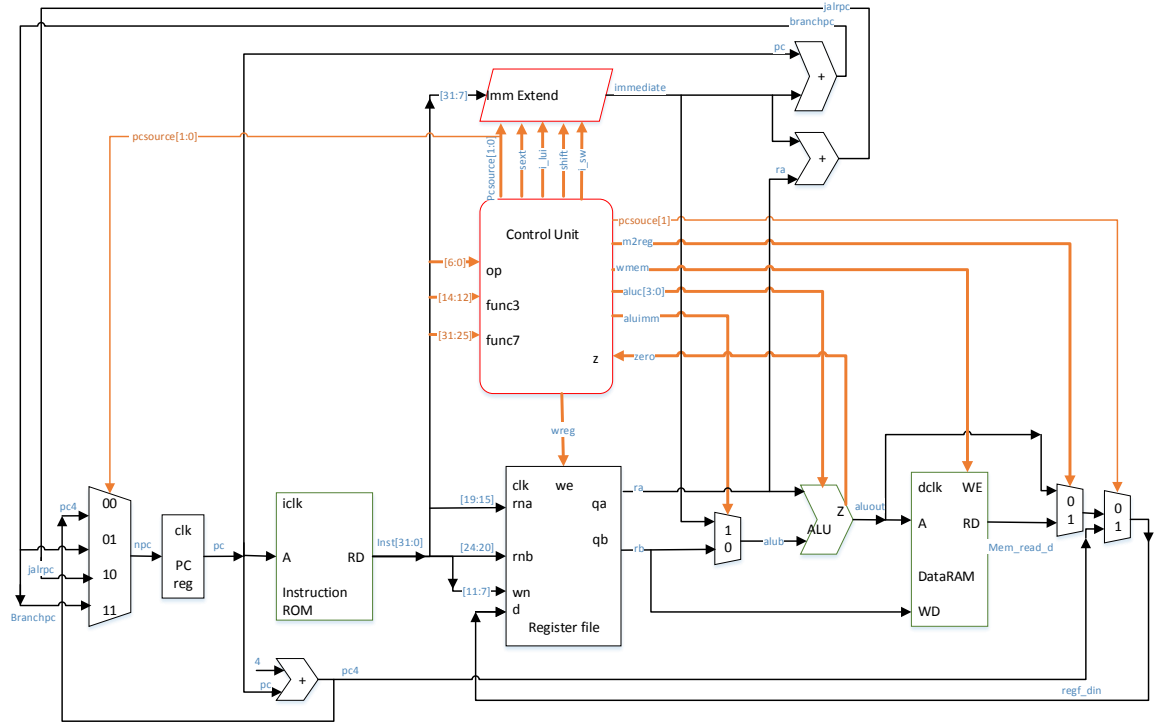 jalrpc
branchpc
pc
+
[31:7]
Imm Extend
immediate
pcsource[1:0]
Pcsource[1:0]
sext
i_lui
shift
i_sw
+
ra
Control Unit
pcsouce[1]
m2reg
wmem
aluc[3:0]
aluimm
zero
[6:0]
op
[14:12]
func3
[31:25]
func7
z
wreg
pc4
00
01
10
11
jalrpc
Branchpc
npc
clk
PC
reg
pc
iclk
A
RD
Instruction
ROM
Inst[31:0]
[19:15]
[24:20]
[11:7]
clk
we
rna
qa
qb
rnb
wn
d
Register file
ra
rb
1
0
alub
ALU
Z
aluout
dclk
WE
A
RD
DataRAM
WD
Mem_read_d
0
1
0
1
4
pc
+
pc4
regf_din